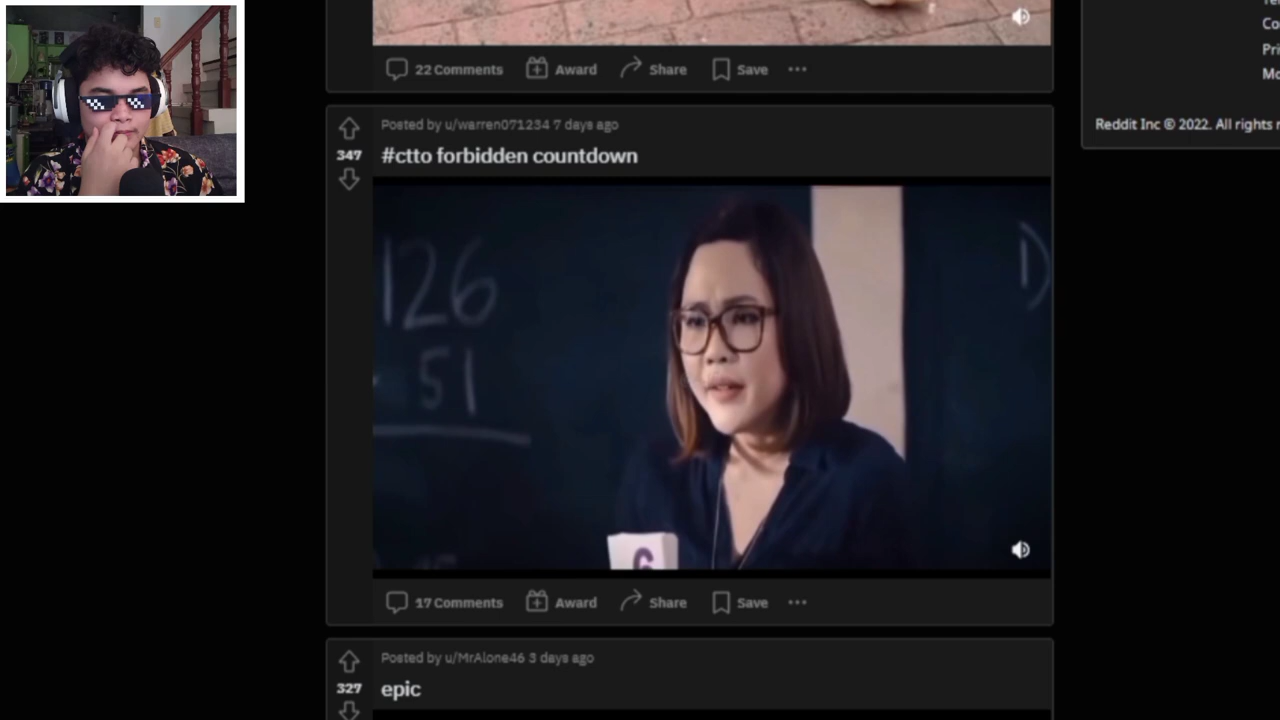 22 Comments Award Share Save
Posted by u/warren071234 7 days ago
347
#ctto forbidden countdown
126
51
6
17 Comments Award Share Save
Posted by u/MrAlone46 3 days ago
327
epic
Reddit Inc © 2022. All rights